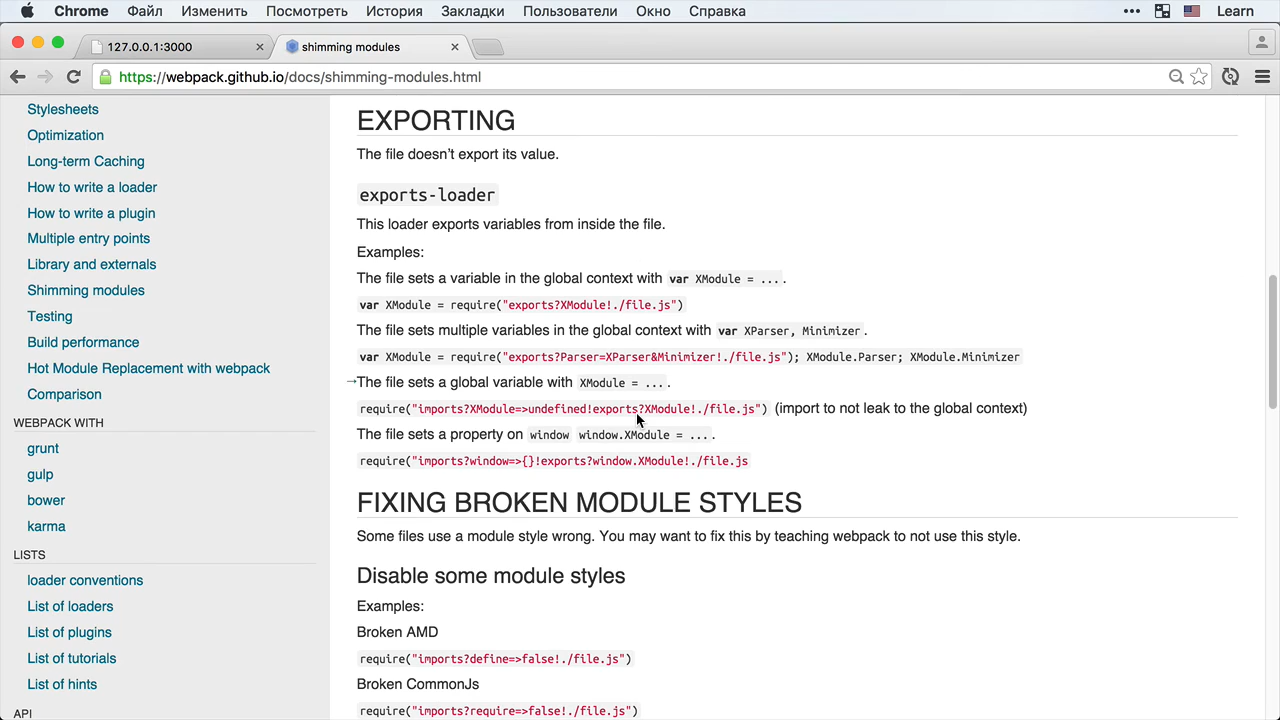 Chrome Файл Изменить Посмотреть История Закладки Пользователи Окно Справка ••• Learn
127.0.0.1:3000 × shimming modules ×
https://webpack.github.io/docs/shimming-modules.html
Stylesheets
Optimization
Long-term Caching
How to write a loader
How to write a plugin
Multiple entry points
Library and externals
Shimming modules
Testing
Build performance
Hot Module Replacement with webpack
Comparison
WEBPACK WITH
grunt
gulp
bower
karma
LISTS
loader conventions
List of loaders
List of plugins
List of tutorials
List of hints
API
EXPORTING
The file doesn't export its value.
exports-loader
This loader exports variables from inside the file.
Examples:
The file sets a variable in the global context with var XModule = ... .
var XModule = require("exports?XModule!./file.js")
The file sets multiple variables in the global context with var XParser, Minimizer .
var XModule = require("exports?Parser=XParser&Minimizer!./file.js"); XModule.Parser; XModule.Minimizer
→The file sets a global variable with XModule = ... .
require("imports?XModule=>undefined!exports?XModule!./file.js") (import to not leak to the global context)
The file sets a property on window window.XModule = ... .
require("imports?window=>{}!exports?window.XModule!./file.js
FIXING BROKEN MODULE STYLES
Some files use a module style wrong. You may want to fix this by teaching webpack to not use this style.
Disable some module styles
Examples:
Broken AMD
require("imports?define=>false!./file.js")
Broken CommonJs
require("imports?require=>false!./file.js")